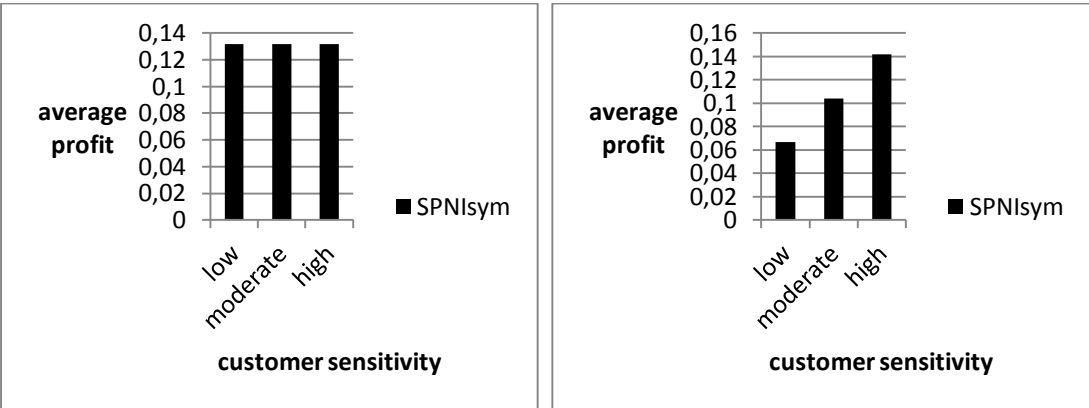 0,14
0,12
0,1
0,08
0,06
0,04
0,02
0
average
profit
low
moderate
high
customer sensitivity
SPNIsym
0,16
0,14
0,12
0,1
0,08
0,06
0,04
0,02
0
average
profit
low
moderate
high
customer sensitivity
SPNIsym